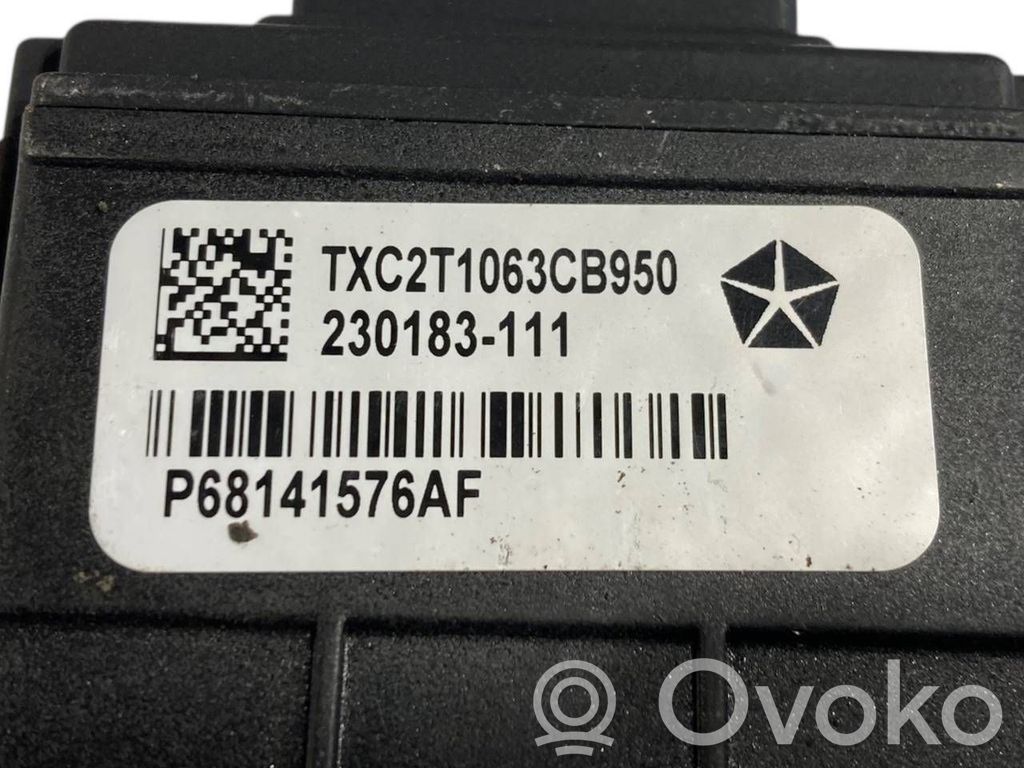 TXC2T1063CB950
230183-111
P68141576AF
Ovoko